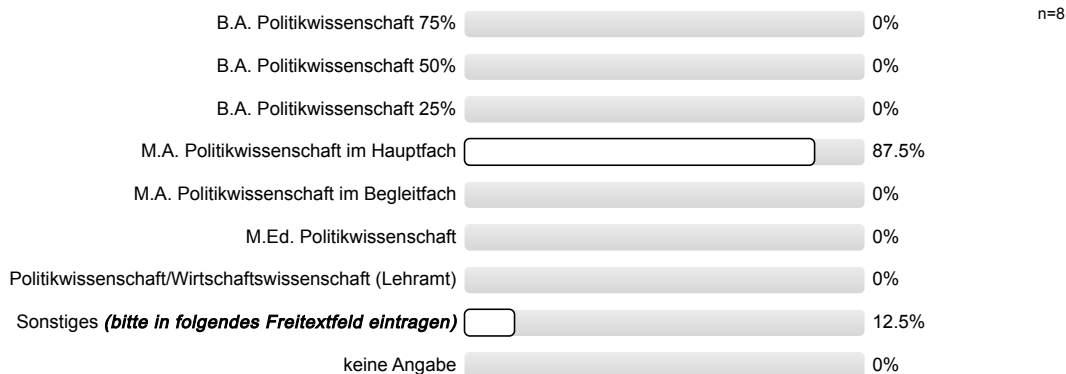 B.A. Politikwissenschaft 75% 0% n=8
B.A. Politikwissenschaft 50% 0%
B.A. Politikwissenschaft 25% 0%
M.A. Politikwissenschaft im Hauptfach 87.5%
M.A. Politikwissenschaft im Begleitfach 0%
M.Ed. Politikwissenschaft 0%
Politikwissenschaft/Wirtschaftswissenschaft (Lehramt) 0%
Sonstiges (bitte in folgendes Freitextfeld eintragen) 12.5%
keine Angabe 0%